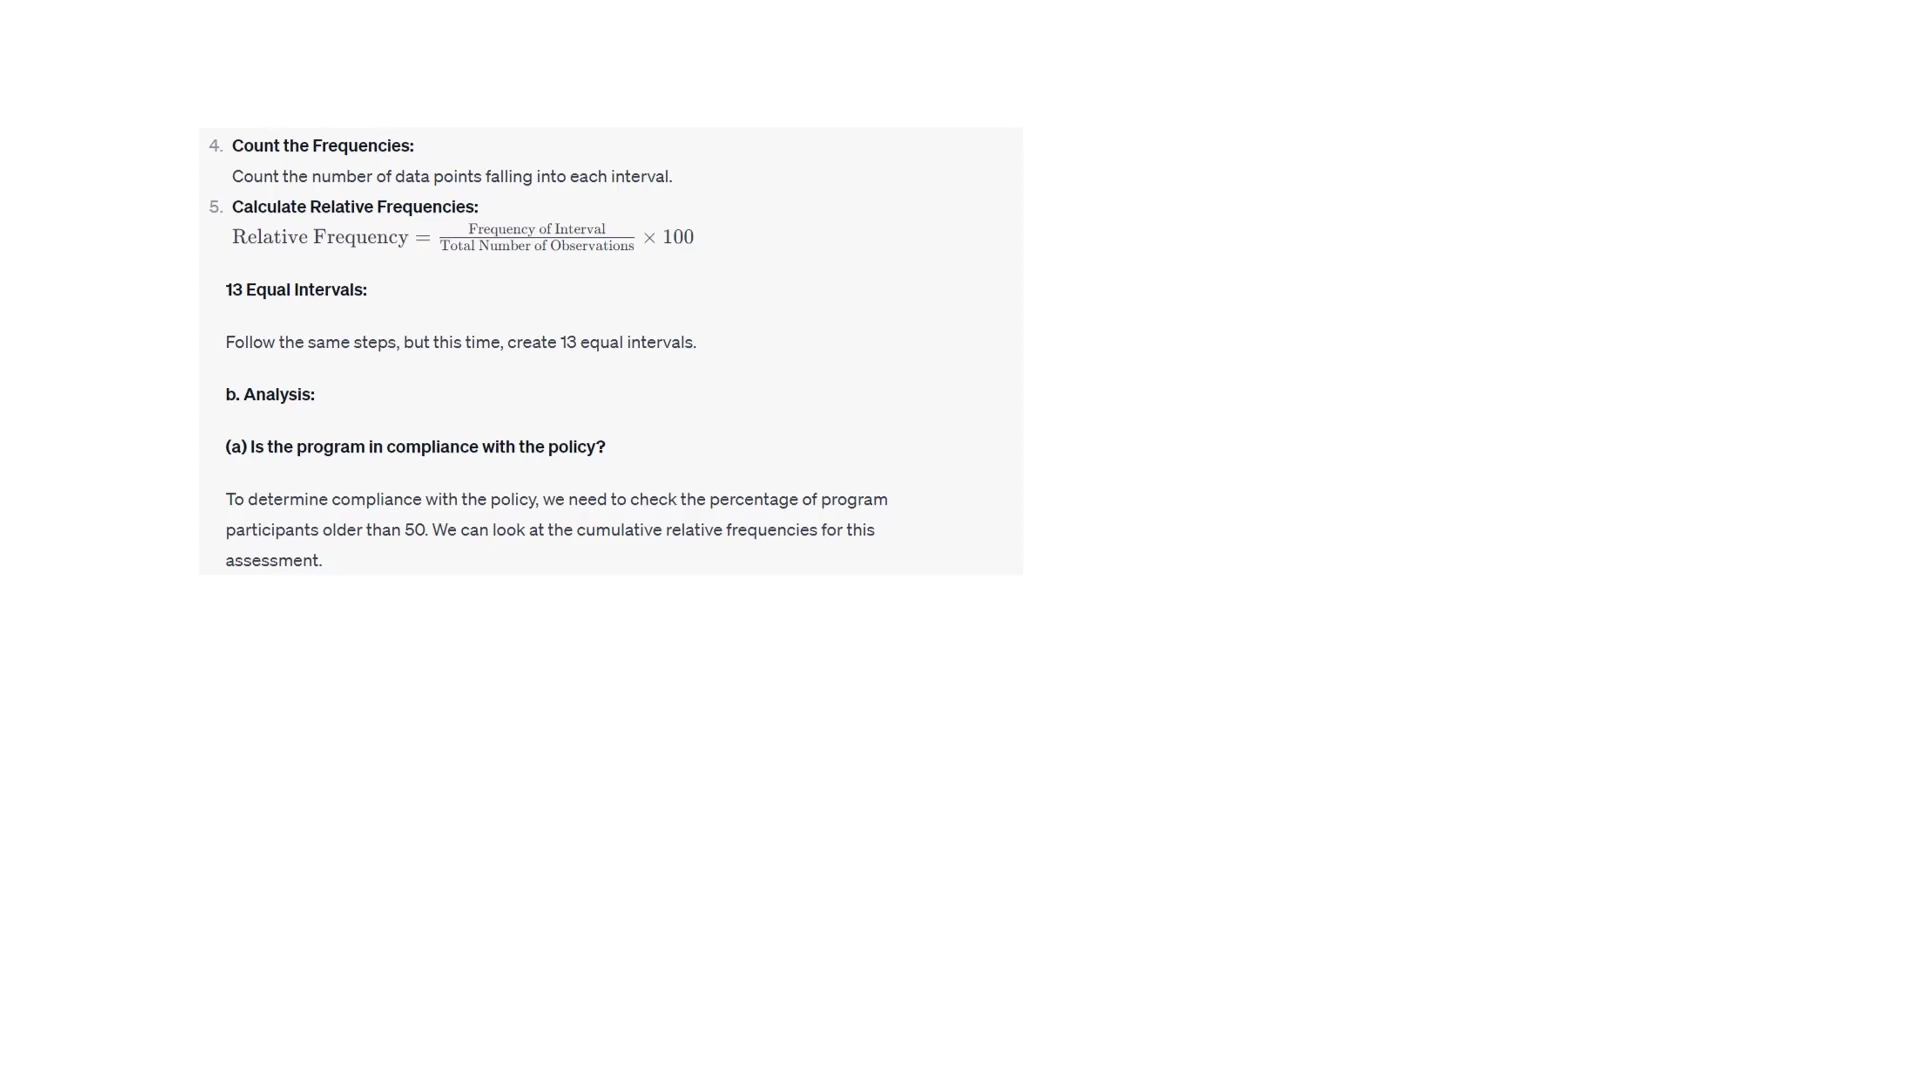 4. Count the Frequencies:
Count the number of data points falling into each interval.
5. Calculate Relative Frequencies:
Relative Frequency = Frequency of Interval / Total Number of Observations × 100
13 Equal Intervals:
Follow the same steps, but this time, create 13 equal intervals.
b. Analysis:
(a) Is the program in compliance with the policy?
To determine compliance with the policy, we need to check the percentage of program
participants older than 50. We can look at the cumulative relative frequencies for this
assessment.